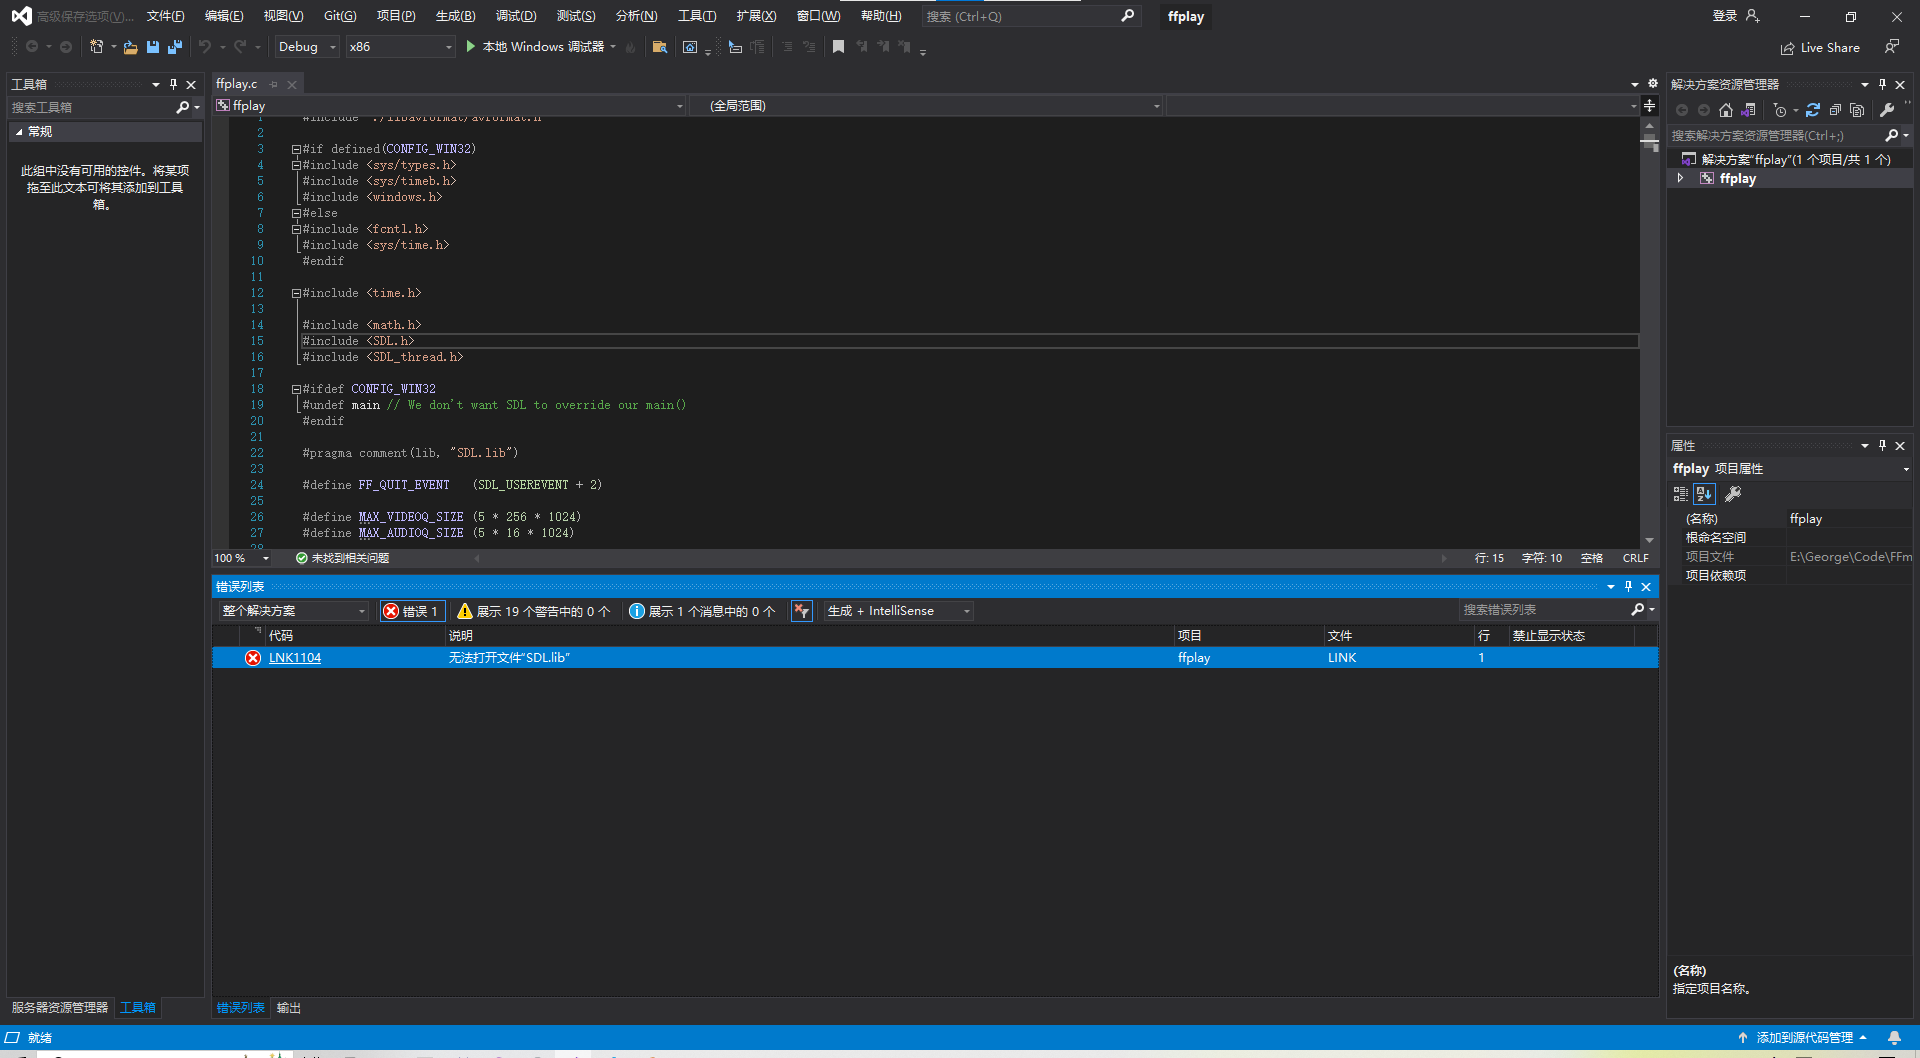 高级保存选项(V)... 文件(F) 编辑(E) 视图(V) Git(G) 项目(P) 生成(B) 调试(D) 测试(S) 分析(N) 工具(T) 扩展(X) 窗口(W) 帮助(H) 搜索 (Ctrl+Q) ffplay 登录
Debug x86 本地 Windows 调试器 Live Share
工具箱
搜索工具箱
常规
此组中没有可用的控件。将某项
拖至此文本可将其添加到工具
箱。
服务器资源管理器 工具箱
ffplay.c
ffplay (全局范围)
1 #include "./libavformat/avformat.h"
2
3 #if defined(CONFIG_WIN32)
4 #include <sys/types.h>
5 #include <sys/timeb.h>
6 #include <windows.h>
7 #else
8 #include <fcntl.h>
9 #include <sys/time.h>
10 #endif
11
12 #include <time.h>
13
14 #include <math.h>
15 #include <SDL.h>
16 #include <SDL_thread.h>
17
18 #ifdef CONFIG_WIN32
19 #undef main // We don't want SDL to override our main()
20 #endif
21
22 #pragma comment(lib, "SDL.lib")
23
24 #define FF_QUIT_EVENT (SDL_USEREVENT + 2)
25
26 #define MAX_VIDEOQ_SIZE (5 * 256 * 1024)
27 #define MAX_AUDIOQ_SIZE (5 * 16 * 1024)
28
100 % 未找到相关问题 行: 15 字符: 10 空格 CRLF
错误列表
整个解决方案 错误 1 展示 19 个警告中的 0 个 展示 1 个消息中的 0 个 生成 + IntelliSense 搜索错误列表
代码 说明 项目 文件 行 禁止显示状态
LNK1104 无法打开文件“SDL.lib” ffplay LINK 1
错误列表 输出
解决方案资源管理器
搜索解决方案资源管理器(Ctrl+;)
解决方案“ffplay”(1 个项目/共 1 个)
ffplay
属性
ffplay 项目属性
(名称) ffplay
根命名空间
项目文件 E:\George\Code\FFm
项目依赖项
(名称)
指定项目名称。
就绪 添加到源代码管理